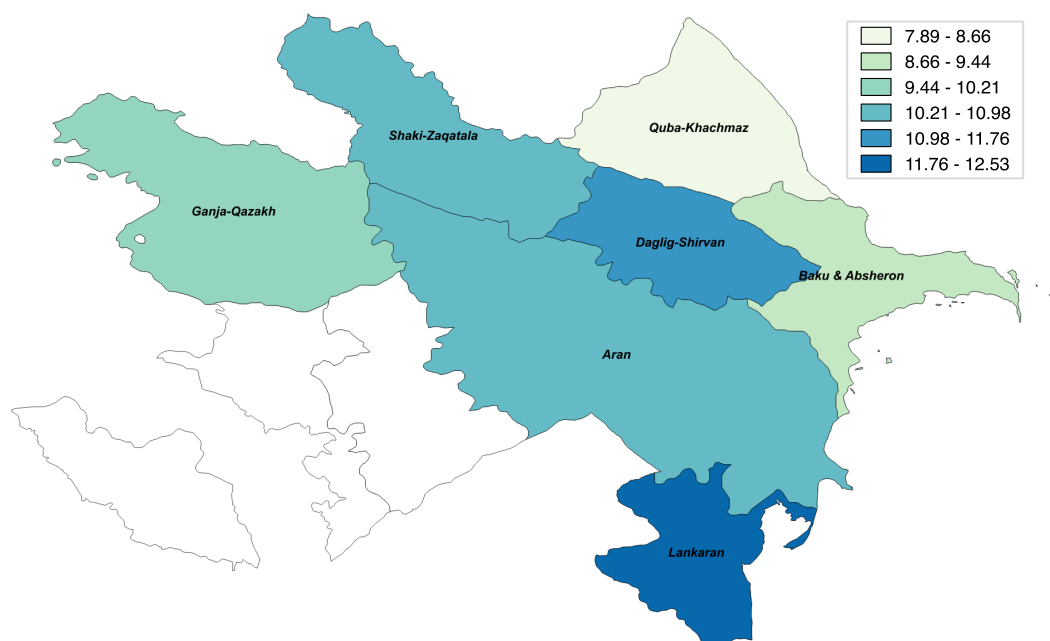 7.89 - 8.66
8.66 - 9.44
9.44 - 10.21
10.21 - 10.98
10.98 - 11.76
11.76 - 12.53
Quba-Khachmaz
Shaki-Zaqatala
Ganja-Qazakh
Daglig-Shirvan
Baku & Absheron
Aran
Lankaran